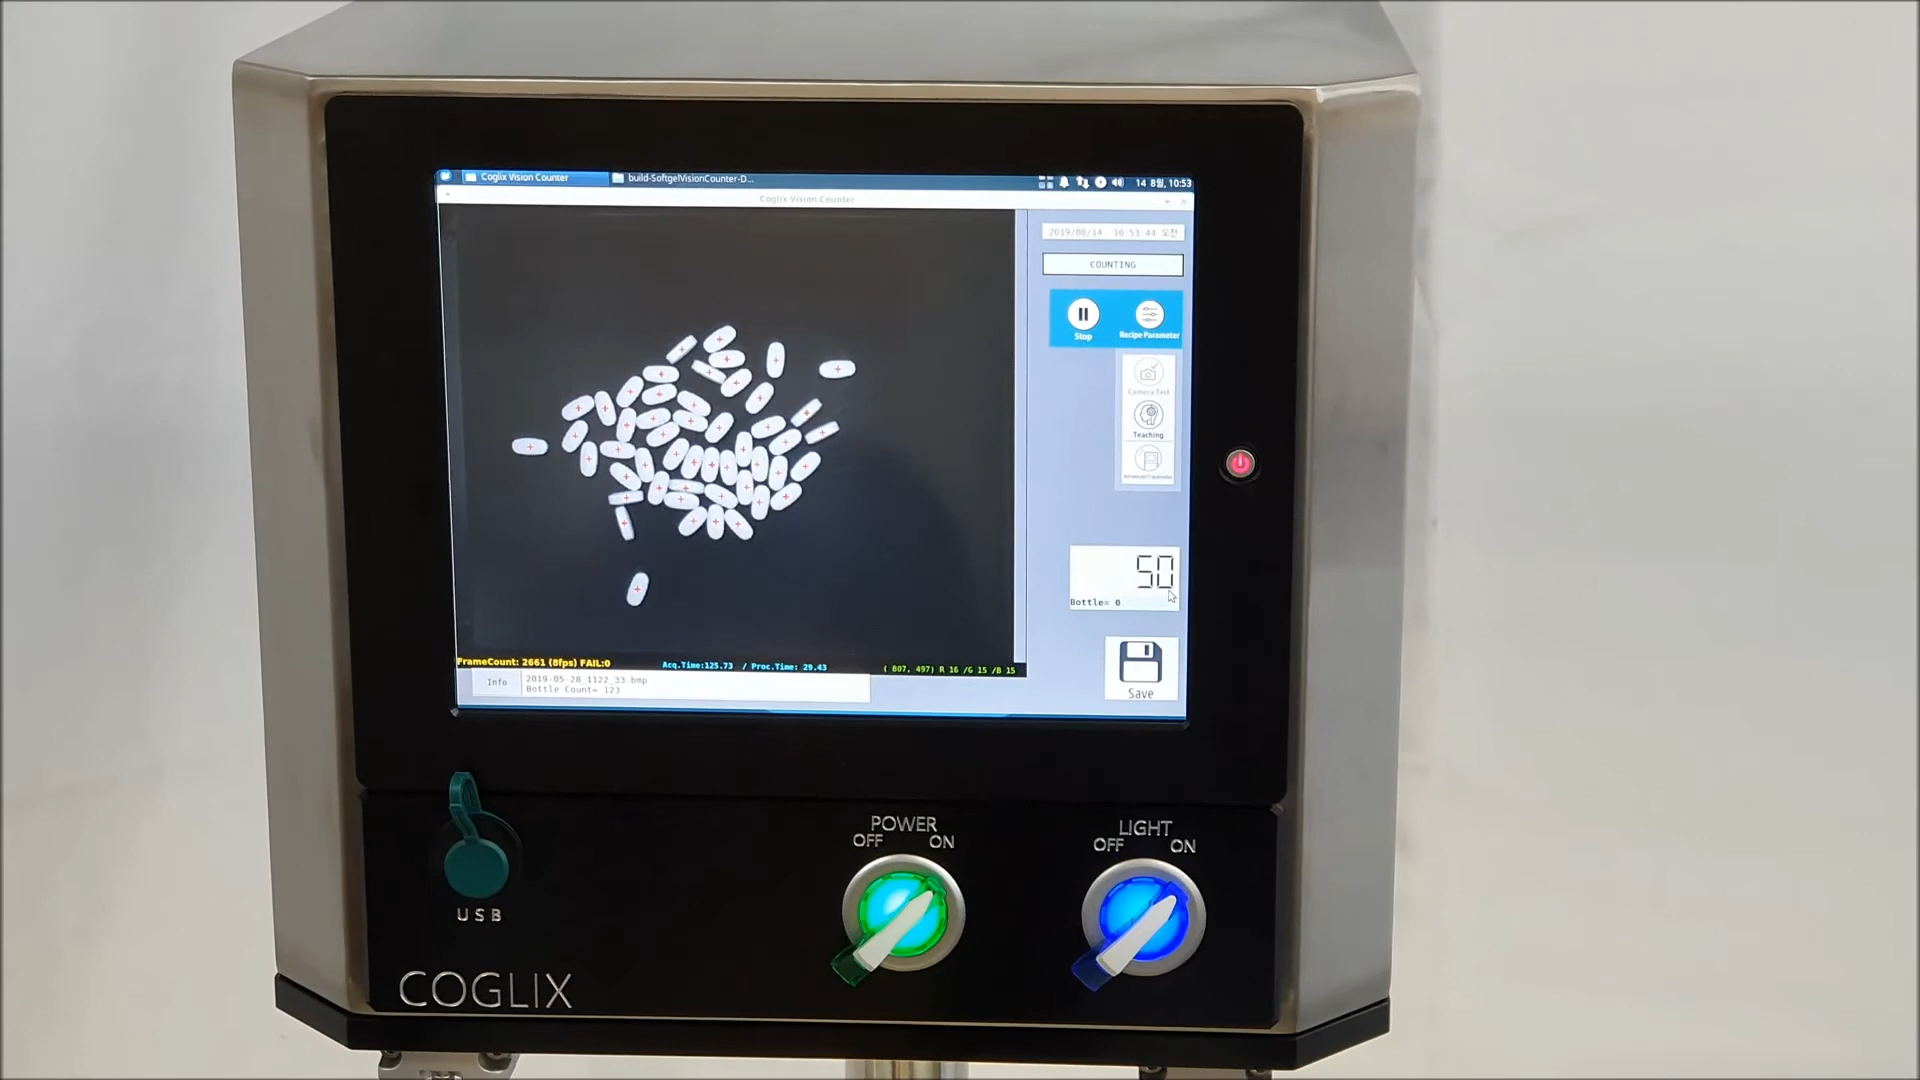 Coglix Vision Counter
build-SoftgelVisionCounter-D...
14 8월, 10:53
Coglix Vision Counter
2019/08/14 10:53:44 오전
COUNTING
Stop
Recipe Parameter
Camera Test
Teaching
50
Bottle= 0
Save
FrameCount: 2661 (8fps) FAIL:0
Acq.Time:125.73 / Proc.Time: 29.43
( 807, 497) R 16 /G 15 /B 15
Info
2019-05-28_1122_33.bmp
Bottle Count= 123
POWER
OFF ON
LIGHT
OFF ON
USB
COGLIX